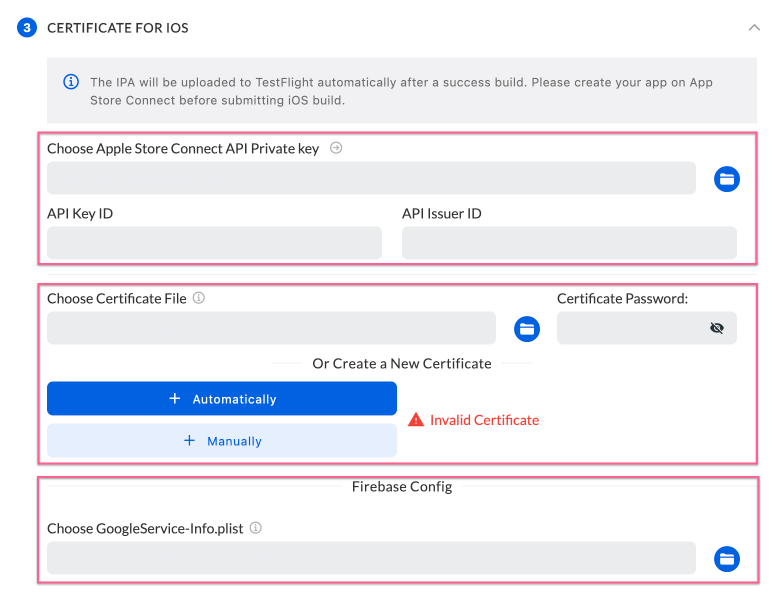 3 CERTIFICATE FOR IOS
The IPA will be uploaded to TestFlight automatically after a success build. Please create your app on App
Store Connect before submitting iOS build.
Choose Apple Store Connect API Private key
API Key ID
API Issuer ID
Choose Certificate File
Certificate Password:
Or Create a New Certificate
+ Automatically
Invalid Certificate
+ Manually
Firebase Config
Choose GoogleService-Info.plist